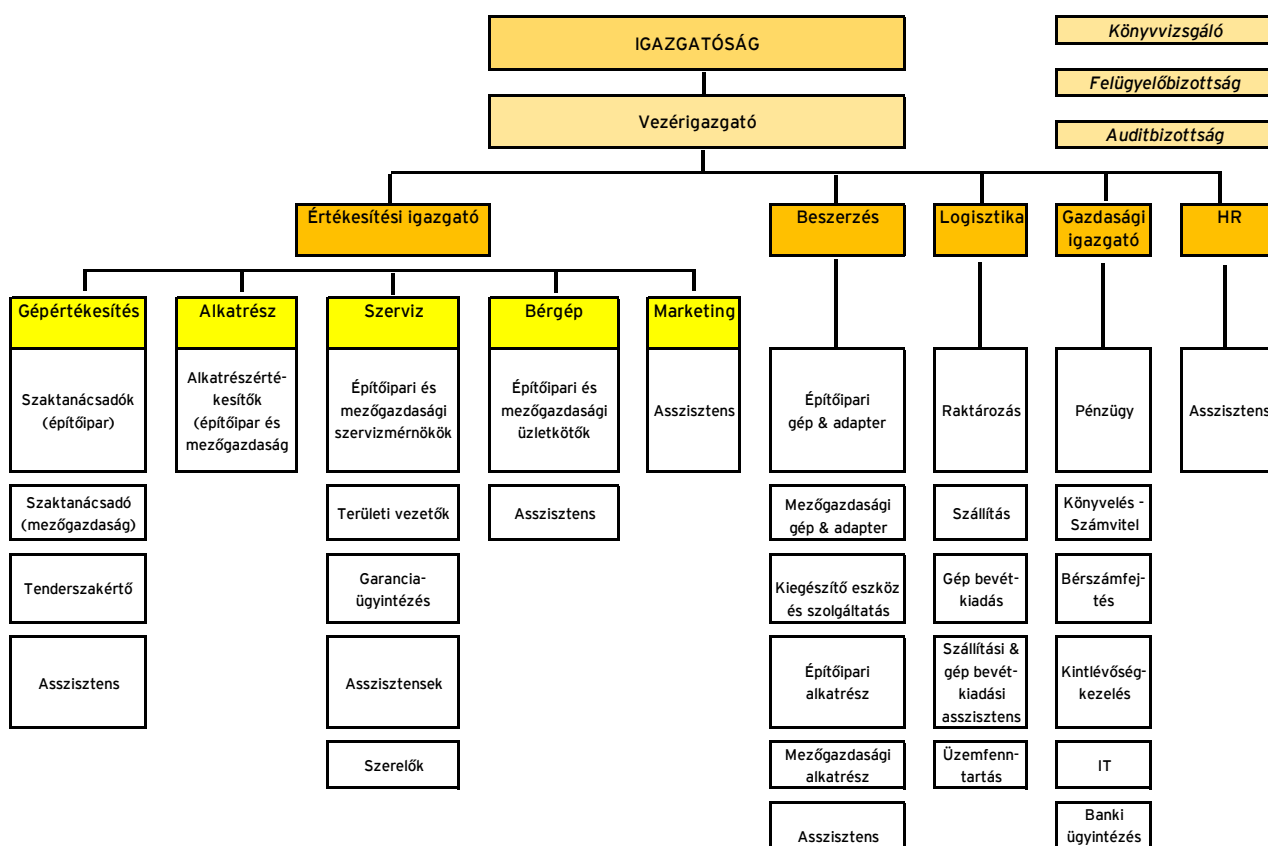 IGAZGATÓSÁG
Könyvvizsgáló
Felügyelőbizottság
Vezérigazgató
Auditbizottság
Értékesítési igazgató
Beszerzés
Logisztika
Gazdasági
igazgató
HR
Gépértékesítés
Alkatrész
Szerviz
Bérgép
Marketing
Szaktanácsadók
(építőipar)
Alkatrészérté-
kesítők
(építőipar és
mezőgazdaság
Építőipari és
mezőgazdasági
szervizmérnökök
Építőipari és
mezőgazdasági
üzletkötők
Asszisztens
Építőipari
gép & adapter
Raktározás
Pénzügy
Asszisztens
Szaktanácsadó
(mezőgazdaság)
Területi vezetők
Asszisztens
Mezőgazdasági
gép & adapter
Szállítás
Könyvelés -
Számvitel
Tenderszakértő
Garancia-
ügyintézés
Kiegészítő eszköz
és szolgáltatás
Gép bevét-
kiadás
Bérszámfej-
tés
Asszisztens
Asszisztensek
Építőipari
alkatrész
Szállítási &
gép bevét-
kiadási
asszisztens
Kintlévőség-
kezelés
Szerelők
Mezőgazdasági
alkatrész
Üzemfenn-
tartás
IT
Asszisztens
Banki
ügyintézés